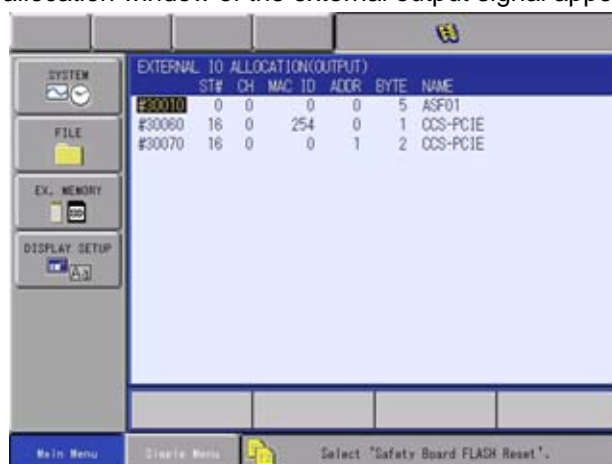 allocation window of the external output signal appe
SYSTEM
FILE
EX. MEMORY
DISPLAY SETUP
EXTERNAL IO ALLOCATION(OUTPUT)
ST# CH MAC ID ADDR BYTE NAME
#30010 0 0 0 0 5 ASF01
#30060 16 0 254 0 1 CCS-PCIE
#30070 16 0 0 1 2 CCS-PCIE
Main Menu
Simple Menu
Select "Safety Board FLASH Reset".